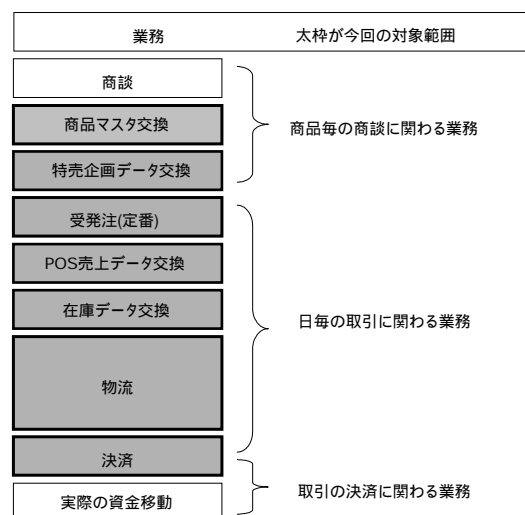 業務
太枠が今回の対象範囲
商談
商品マスタ交換
特売企画データ交換
商品毎の商談に関わる業務
受発注(定番)
POS売上データ交換
在庫データ交換
物流
日毎の取引に関わる業務
決済
実際の資金移動
取引の決済に関わる業務